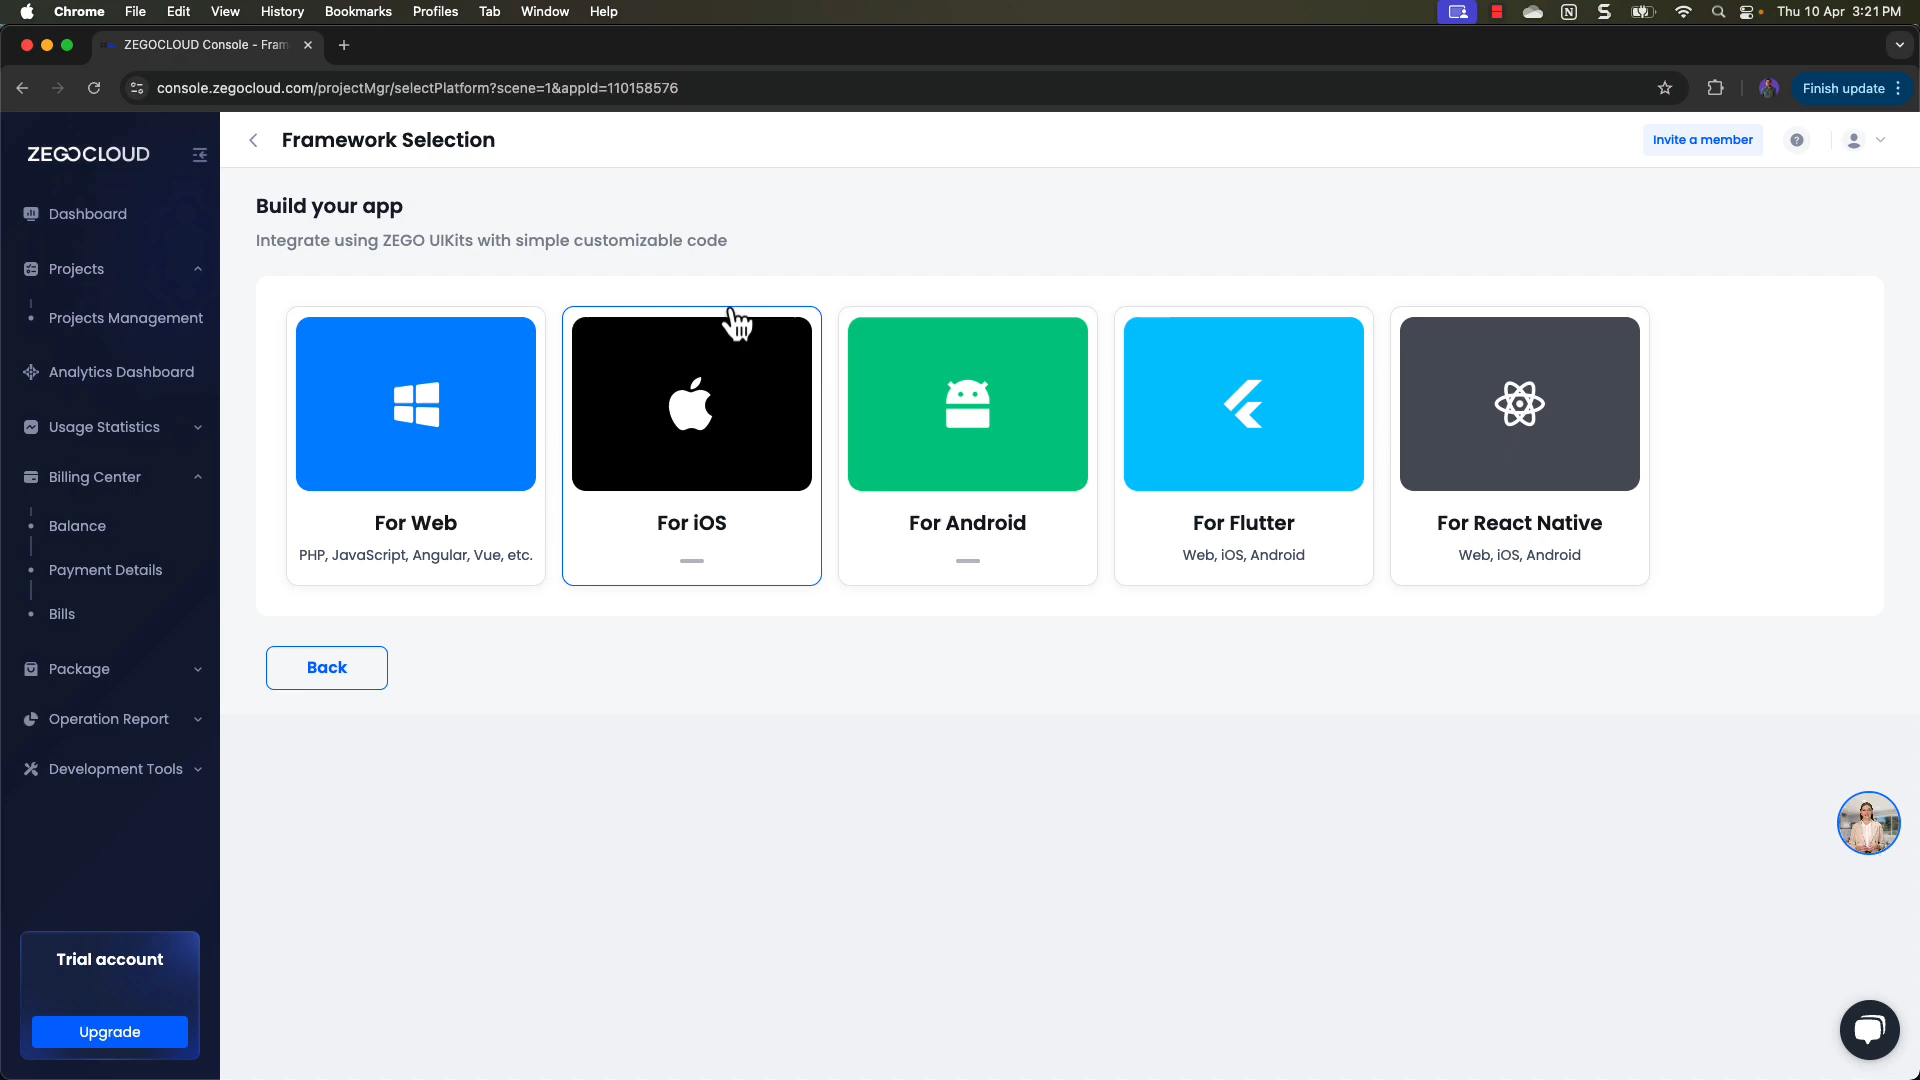 Chrome File Edit View History Bookmarks Profiles Tab Window Help Thu 10 Apr 3:21 PM
ZEGOCLOUD Console - Fram
console.zegocloud.com/projectMgr/selectPlatform?scene=1&appId=110158576
Finish update
ZEGOCLOUD
Framework Selection
Invite a member
Dashboard
Projects
Projects Management
Analytics Dashboard
Usage Statistics
Billing Center
Balance
Payment Details
Bills
Package
Operation Report
Development Tools
Trial account
Upgrade
Build your app
Integrate using ZEGO UIKits with simple customizable code
For Web
PHP, JavaScript, Angular, Vue, etc.
For iOS
For Android
For Flutter
Web, iOS, Android
For React Native
Web, iOS, Android
Back